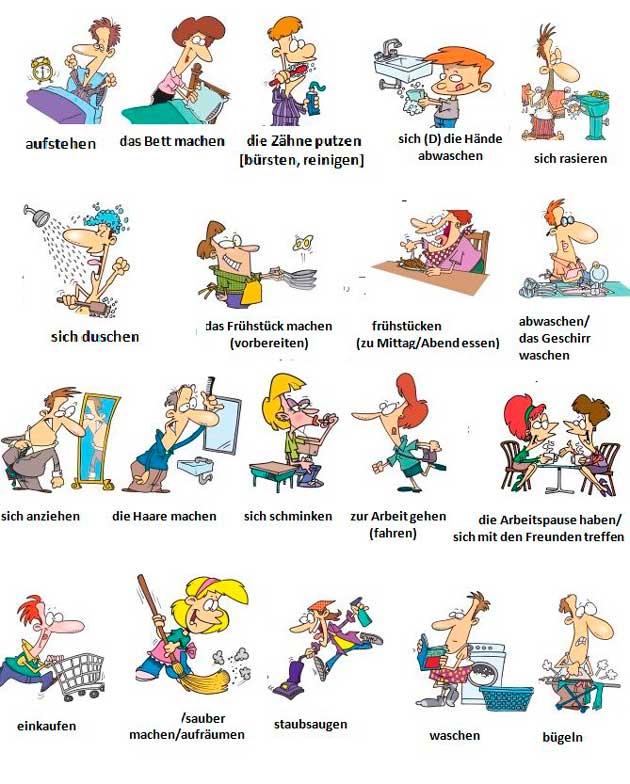 aufstehen
das Bett machen
die Zähne putzen
[bürsten, reinigen]
sich (D) die Hände
abwaschen
sich rasieren
sich duschen
das Frühstück machen
(vorbereiten)
frühstücken
(zu Mittag/Abend essen)
abwaschen/
das Geschirr
waschen
sich anziehen
die Haare machen
sich schminken
zur Arbeit gehen
(fahren)
die Arbeitspause haben/
sich mit den Freunden treffen
einkaufen
/sauber
machen/aufräumen
staubsaugen
waschen
bügeln